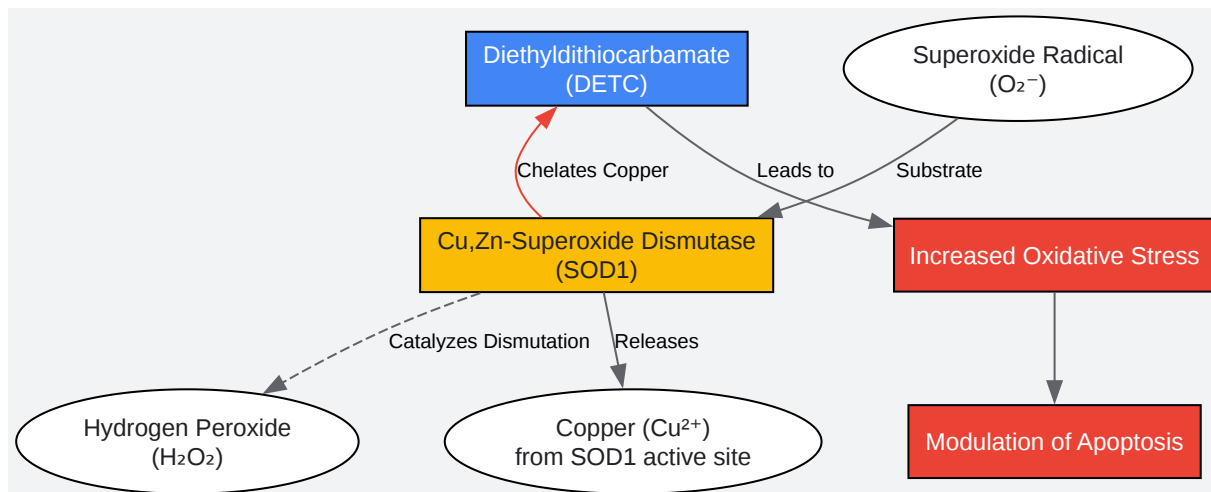 Diethyldithiocarbamate
(DETC)
Superoxide Radical
(O₂⁻)
Chelates Copper
Leads to
Substrate
Cu,Zn-Superoxide Dismutase
(SOD1)
Increased Oxidative Stress
Catalyzes Dismutation
Releases
Hydrogen Peroxide
(H₂O₂)
Copper (Cu²⁺)
from SOD1 active site
Modulation of Apoptosis